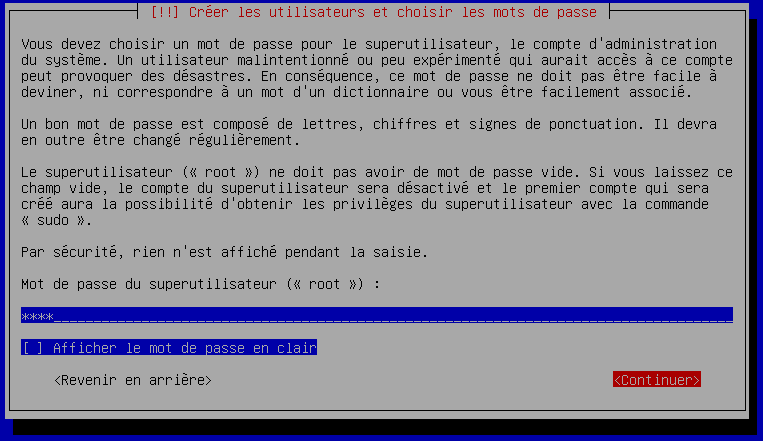 [!!] Créer les utilisateurs et choisir les mots de passe
Vous devez choisir un mot de passe pour le superutilisateur, le compte d'administration
du système. Un utilisateur malintentionné ou peu expérimenté qui aurait accès à ce compte
peut provoquer des désastres. En conséquence, ce mot de passe ne doit pas être facile à
deviner, ni correspondre à un mot d'un dictionnaire ou vous être facilement associé.
Un bon mot de passe est composé de lettres, chiffres et signes de ponctuation. Il devra
en outre être changé régulièrement.
Le superutilisateur (« root ») ne doit pas avoir de mot de passe vide. Si vous laissez ce
champ vide, le compte du superutilisateur sera désactivé et le premier compte qui sera
créé aura la possibilité d'obtenir les privilèges du superutilisateur avec la commande
« sudo ».
Par sécurité, rien n'est affiché pendant la saisie.
Mot de passe du superutilisateur (« root ») :
****
[ ] Afficher le mot de passe en clair
<Revenir en arrière> <Continuer>